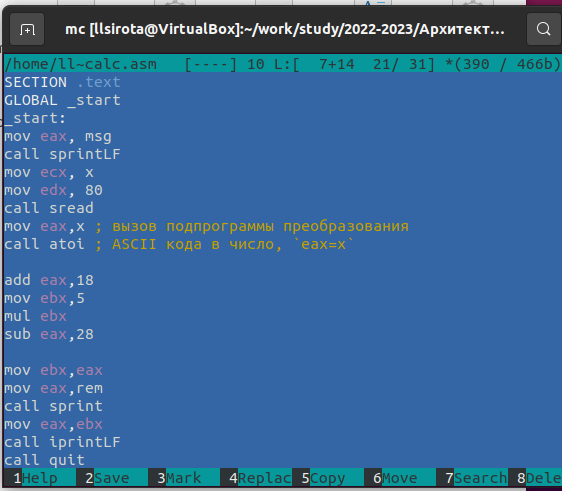 mc [llsirota@VirtualBox]:~/work/study/2022-2023/Архитект...
/home/ll~calc.asm   [----] 10 L:[  7+14  21/ 31] *(390 / 466b)
SECTION .text
GLOBAL _start
_start:
mov eax, msg
call sprintLF
mov ecx, x
mov edx, 80
call sread
mov eax,x ; вызов подпрограммы преобразования
call atoi ; ASCII кода в число, `eax=x`
add eax,18
mov ebx,5
mul ebx
sub eax,28
mov ebx,eax
mov eax,rem
call sprint
mov eax,ebx
call iprintLF
call quit
1Help  2Save  3Mark  4Replac 5Copy  6Move  7Search 8Dele